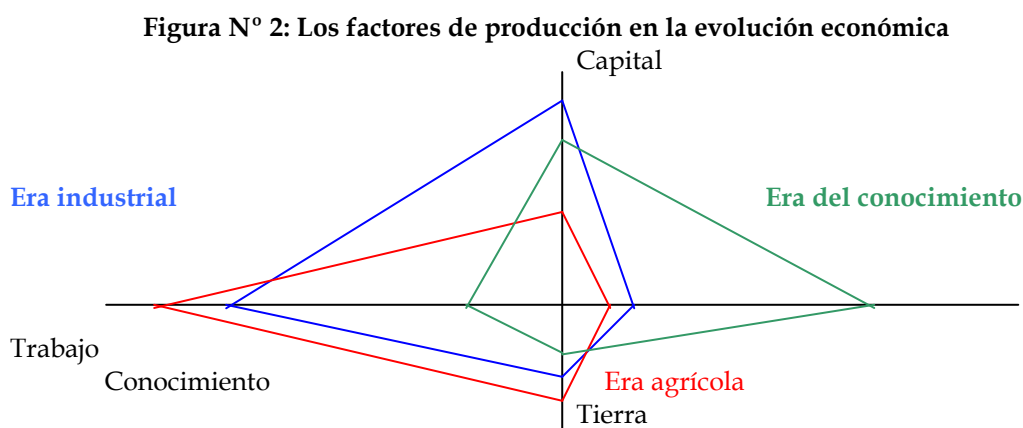 Figura Nº 2: Los factores de producción en la evolución económica
Capital
Era industrial
Era del conocimiento
Trabajo
Conocimiento
Era agrícola
Tierra